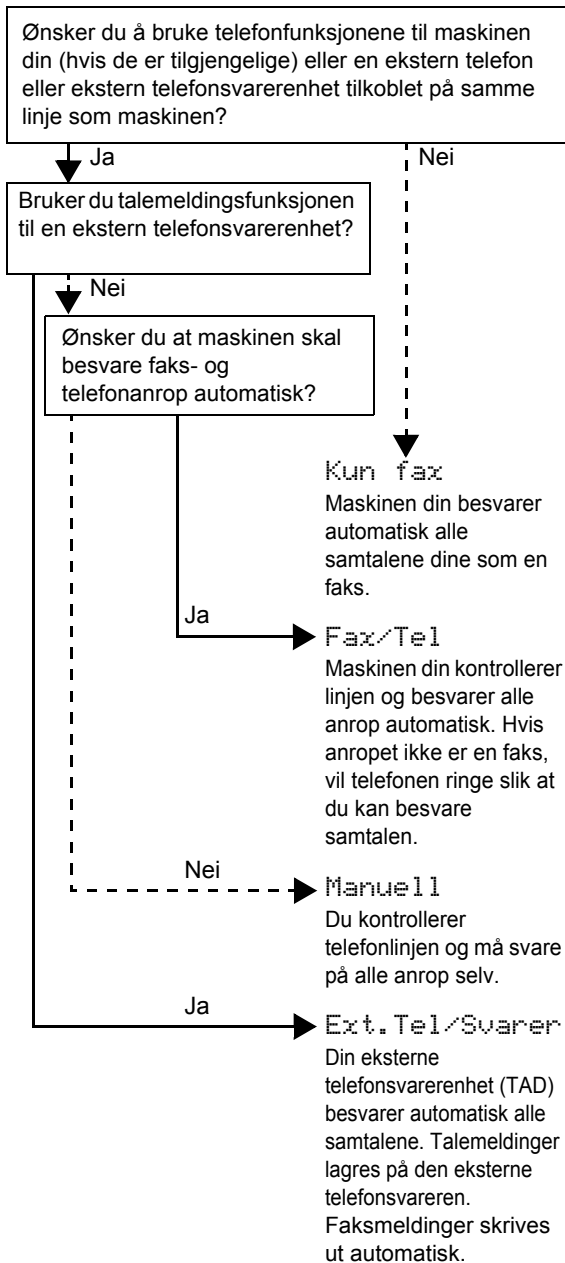 Ønsker du å bruke telefonfunksjonene til maskinen
din (hvis de er tilgjengelige) eller en ekstern telefon
eller ekstern telefonsvarerenhet tilkoblet på samme
linje som maskinen?
Ja
Nei
Bruker du talemeldingsfunksjonen
til en ekstern telefonsvarerenhet?
Nei
Ønsker du at maskinen skal
besvare faks- og
telefonanrop automatisk?
Kun fax
Maskinen din besvarer
automatisk alle
samtalene dine som en
faks.
Ja
Fax/Tel
Maskinen din kontrollerer
linjen og besvarer alle
anrop automatisk. Hvis
anropet ikke er en faks,
vil telefonen ringe slik at
du kan besvare
samtalen.
Nei
Manuell
Du kontrollerer
telefonlinjen og må svare
på alle anrop selv.
Ja
Ext.Tel/Svarer
Din eksterne
telefonsvarerenhet (TAD)
besvarer automatisk alle
samtalene. Talemeldinger
lagres på den eksterne
telefonsvareren.
Faksmeldinger skrives
ut automatisk.